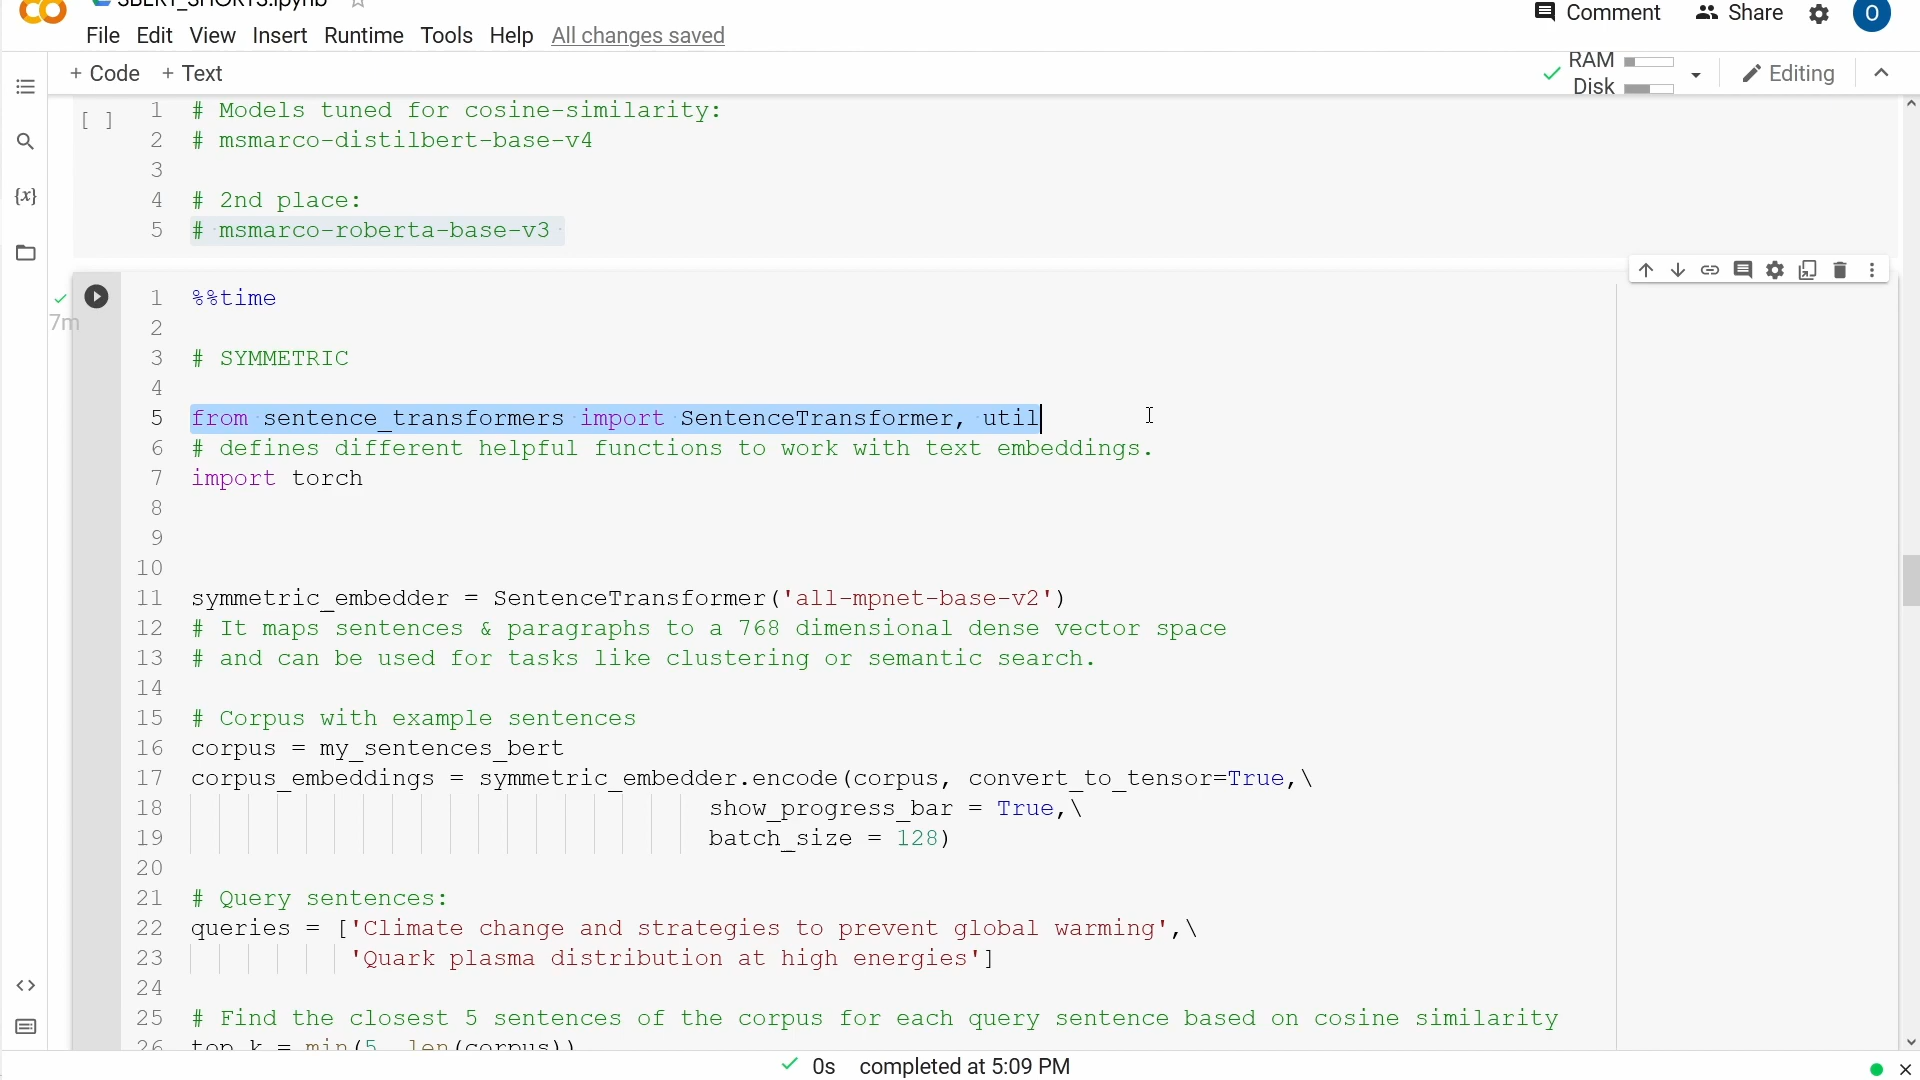 SBERT_SHORTS.ipynb
Comment Share O
File Edit View Insert Runtime Tools Help All changes saved
+ Code + Text
RAM
Disk
Editing
[ ]
1 # Models tuned for cosine-similarity:
2 # msmarco-distilbert-base-v4
3
4 # 2nd place:
5 # msmarco-roberta-base-v3
{x}
7m
1 %%time
2
3 # SYMMETRIC
4
5 from sentence_transformers import SentenceTransformer, util
6 # defines different helpful functions to work with text embeddings.
7 import torch
8
9
10
11 symmetric_embedder = SentenceTransformer('all-mpnet-base-v2')
12 # It maps sentences & paragraphs to a 768 dimensional dense vector space
13 # and can be used for tasks like clustering or semantic search.
14
15 # Corpus with example sentences
16 corpus = my_sentences_bert
17 corpus_embeddings = symmetric_embedder.encode(corpus, convert_to_tensor=True,\
18 show_progress_bar = True,\
19 batch_size = 128)
20
21 # Query sentences:
22 queries = ['Climate change and strategies to prevent global warming',\
23 'Quark plasma distribution at high energies']
24
25 # Find the closest 5 sentences of the corpus for each query sentence based on cosine similarity
26 top_k = min(5, len(corpus))
0s completed at 5:09 PM